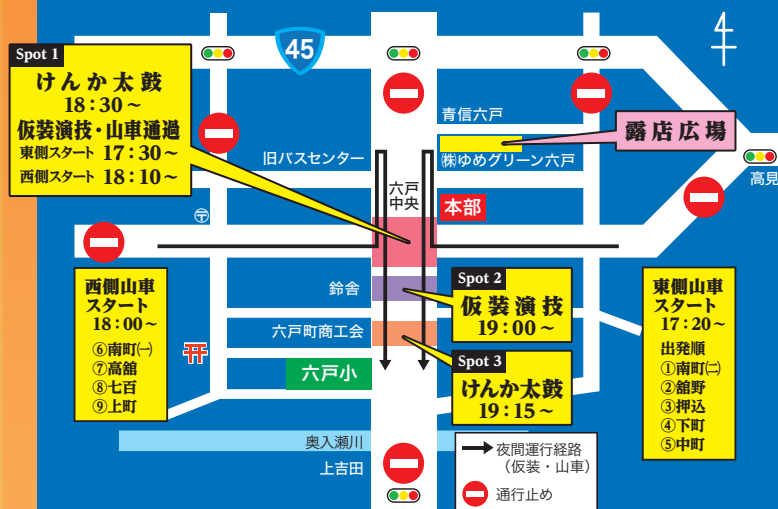 45
Spot 1
けんか太鼓
18:30～
仮装演技・山車通過
東側スタート 17:30～
西側スタート 18:10～
青信六戸
露店広場
旧バスセンター
㈱ゆめグリーン六戸
高見
六戸
中央
本部
〒
西側山車
スタート
18:00～
⑥南町㈠
⑦高舘
⑧七百
⑨上町
鈴舎
Spot 2
仮装演技
19:00～
東側山車
スタート
17:20～
出発順
①南町㈡
②舘野
③押込
④下町
⑤中町
六戸町商工会
六戸小
Spot 3
けんか太鼓
19:15～
奥入瀬川
上吉田
夜間運行経路
（仮装・山車）
通行止め